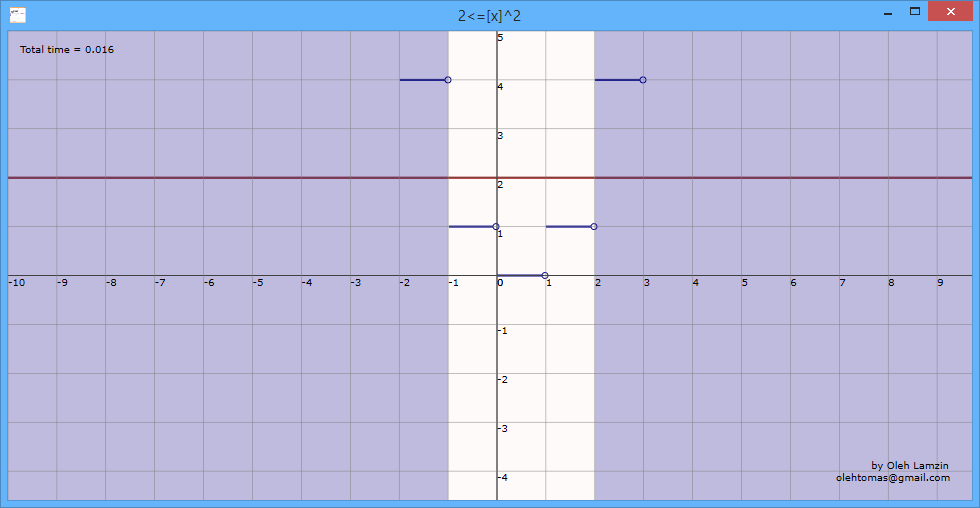 2<=[x]^2
Total time = 0.016
5
4
3
2
1
-10 -9 -8 -7 -6 -5 -4 -3 -2 -1 0 1 2 3 4 5 6 7 8 9
-1
-2
-3
-4
by Oleh Lamzin
olehtomas@gmail.com